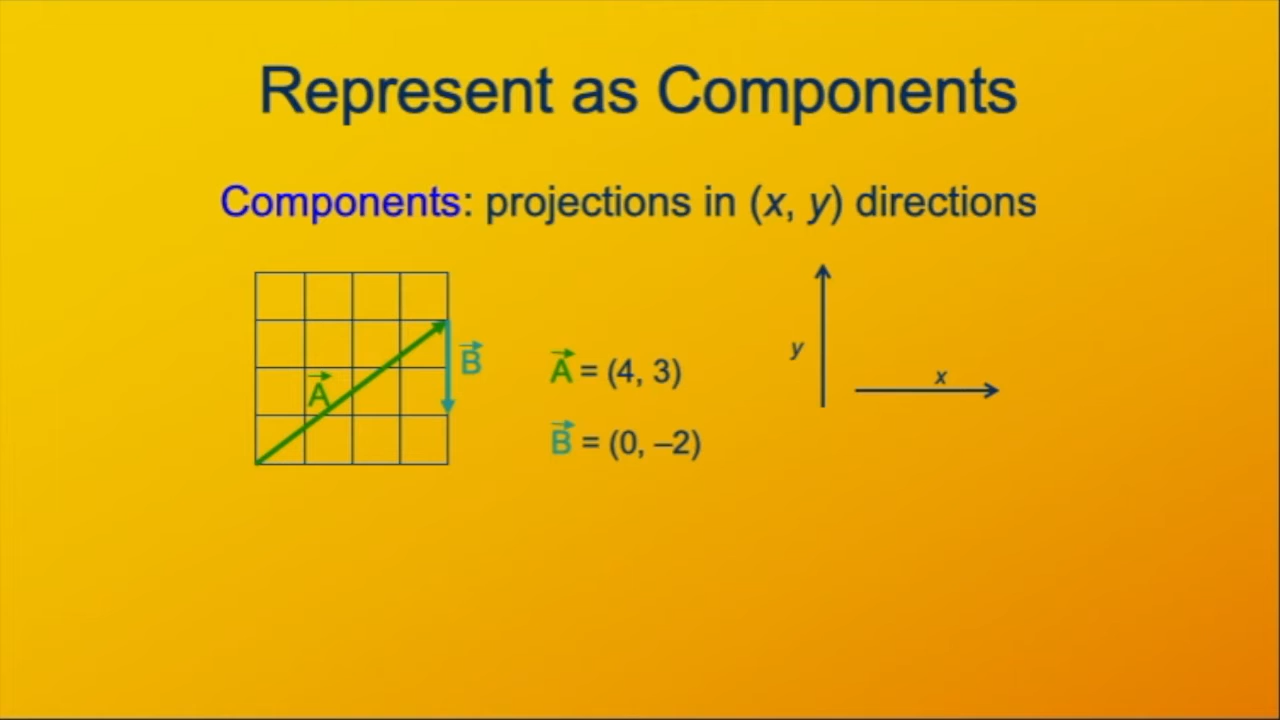 Represent as Components
Components: projections in (x, y) directions
A
B
A = (4, 3)
B = (0, –2)
y
x